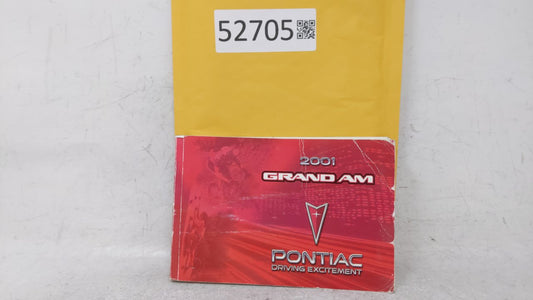 52705
2001
GRAND AM
PONTIAC
DRIVING EXCITEMENT